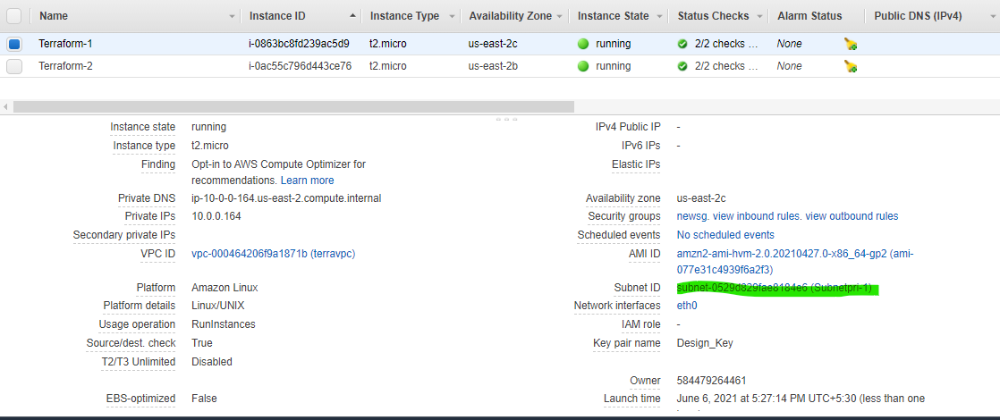 Name Instance ID Instance Type Availability Zone Instance State Status Checks Alarm Status Public DNS (IPv4)
Terraform-1 i-0863bc8fd239ac5d9 t2.micro us-east-2c running 2/2 checks ... None
Terraform-2 i-0ac55c796d443ce76 t2.micro us-east-2b running 2/2 checks ... None
Instance state running IPv4 Public IP -
Instance type t2.micro IPv6 IPs -
Finding Opt-in to AWS Compute Optimizer for Elastic IPs
recommendations. Learn more
Private DNS ip-10-0-0-164.us-east-2.compute.internal Availability zone us-east-2c
Private IPs 10.0.0.164 Security groups newsg. view inbound rules. view outbound rules
Secondary private IPs Scheduled events No scheduled events
VPC ID vpc-000464206f9a1871b (terravpc) AMI ID amzn2-ami-hvm-2.0.20210427.0-x86_64-gp2 (ami-
077e31c4939f6a2f3)
Platform Amazon Linux Subnet ID subnet-0529d829fae8184e6 (Subnetpri-1)
Platform details Linux/UNIX Network interfaces eth0
Usage operation RunInstances IAM role -
Source/dest. check True Key pair name Design_Key
T2/T3 Unlimited Disabled
Owner 584479264461
EBS-optimized False Launch time June 6, 2021 at 5:27:14 PM UTC+5:30 (less than one